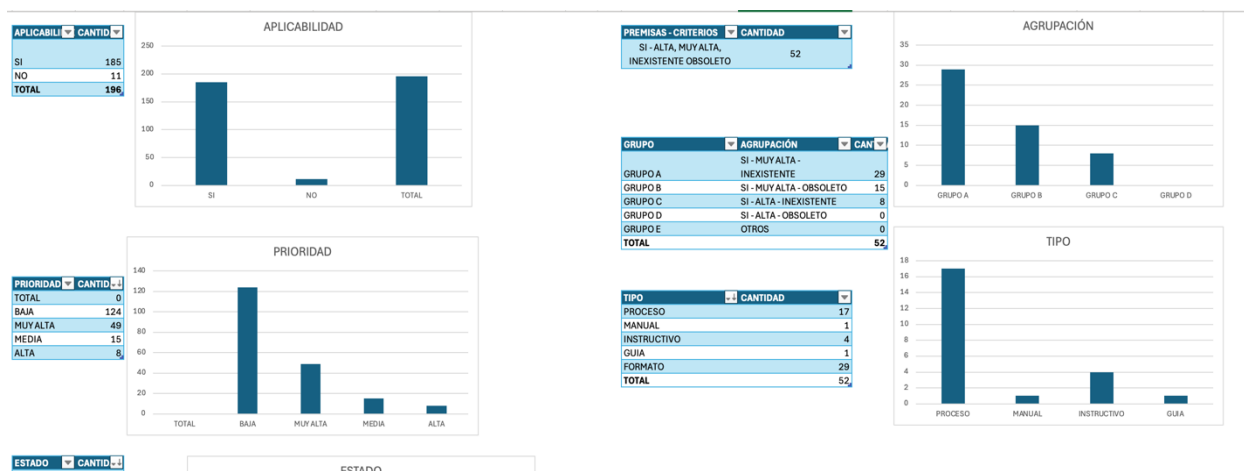 APLICABILI CANTID
SI 185
NO 11
TOTAL 196
APLICABILIDAD
250
200
150
100
50
0
SI NO TOTAL
PRIORIDAD CANTID
TOTAL 0
BAJA 124
MUY ALTA 49
MEDIA 15
ALTA 8
PRIORIDAD
140
120
100
80
60
40
20
0
TOTAL BAJA MUY ALTA MEDIA ALTA
ESTADO CANTID
ESTADO
PREMISAS - CRITERIOS CANTIDAD
SI - ALTA, MUY ALTA,
INEXISTENTE OBSOLETO 52
GRUPO AGRUPACIÓN CANT
SI - MUY ALTA -
GRUPO A INEXISTENTE 29
GRUPO B SI - MUY ALTA - OBSOLETO 15
GRUPO C SI - ALTA - INEXISTENTE 8
GRUPO D SI - ALTA - OBSOLETO 0
GRUPO E OTROS 0
TOTAL 52
TIPO CANTIDAD
PROCESO 17
MANUAL 1
INSTRUCTIVO 4
GUIA 1
FORMATO 29
TOTAL 52
AGRUPACIÓN
35
30
25
20
15
10
5
0
GRUPO A GRUPO B GRUPO C GRUPO D
TIPO
18
16
14
12
10
8
6
4
2
0
PROCESO MANUAL INSTRUCTIVO GUIA